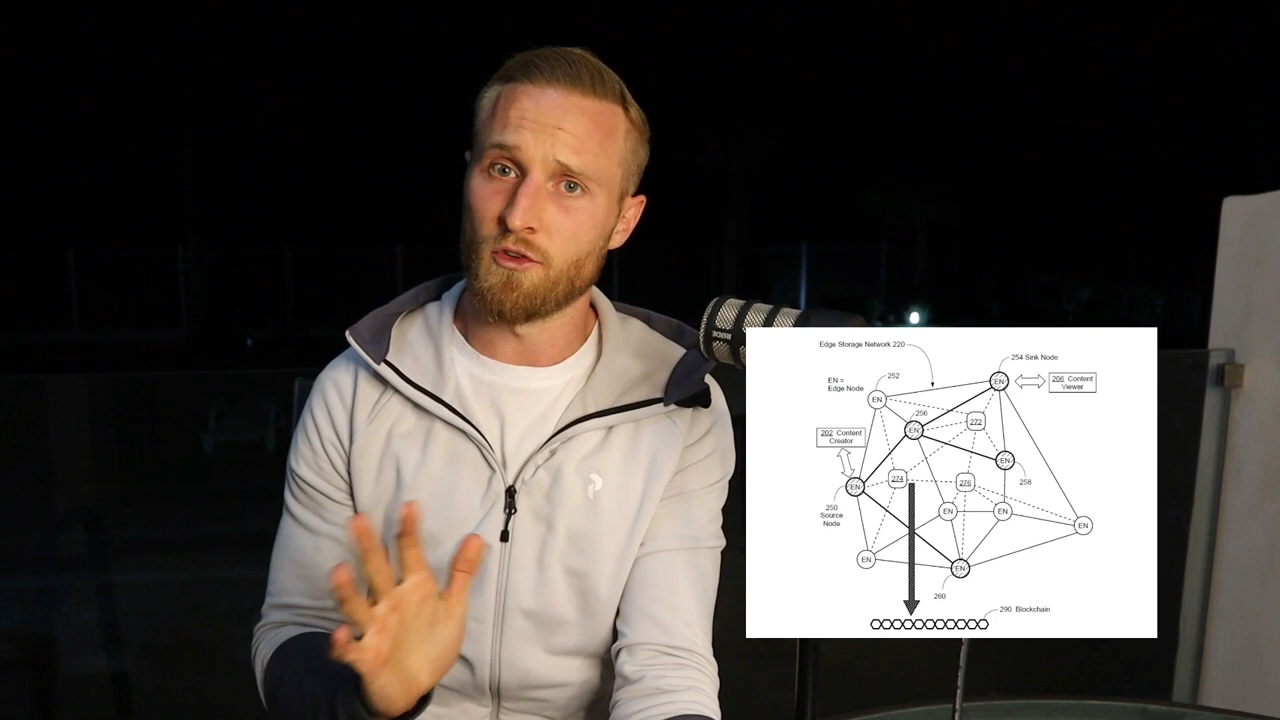 RØDE
Edge Storage Network 220
254 Sink Node
EN =
Edge Node
252
EN
EN
206 Content
Viewer
256
272
202 Content
Creator
EN
EN
258
EN
274
276
250
Source
Node
EN
EN
EN
EN
EN
260
290 Blockchain